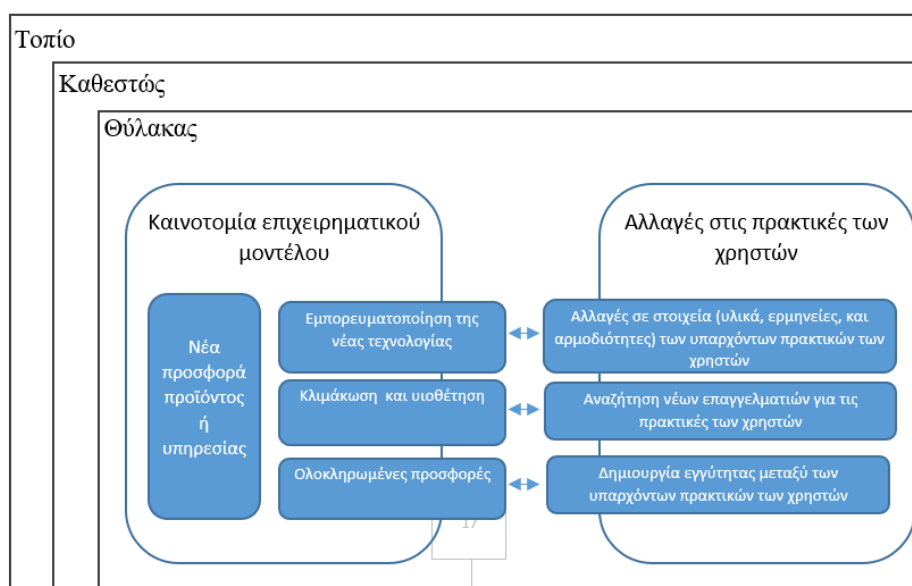 Τοπίο
Καθεστώς
Θύλακας
Καινοτομία επιχειρηματικού
μοντέλου
Νέα
προσφορά
προϊόντος
ή
υπηρεσίας
Εμπορευματοποίηση της
νέας τεχνολογίας
Κλιμάκωση και υιοθέτηση
Ολοκληρωμένες προσφορές
17
Αλλαγές στις πρακτικές των
χρηστών
Αλλαγές σε στοιχεία (υλικά, ερμηνείες, και
αρμοδιότητες) των υπαρχόντων πρακτικών των
χρηστών
Αναζήτηση νέων επαγγελματιών για τις
πρακτικές των χρηστών
Δημιουργία εγγύτητας μεταξύ των
υπαρχόντων πρακτικών των χρηστών